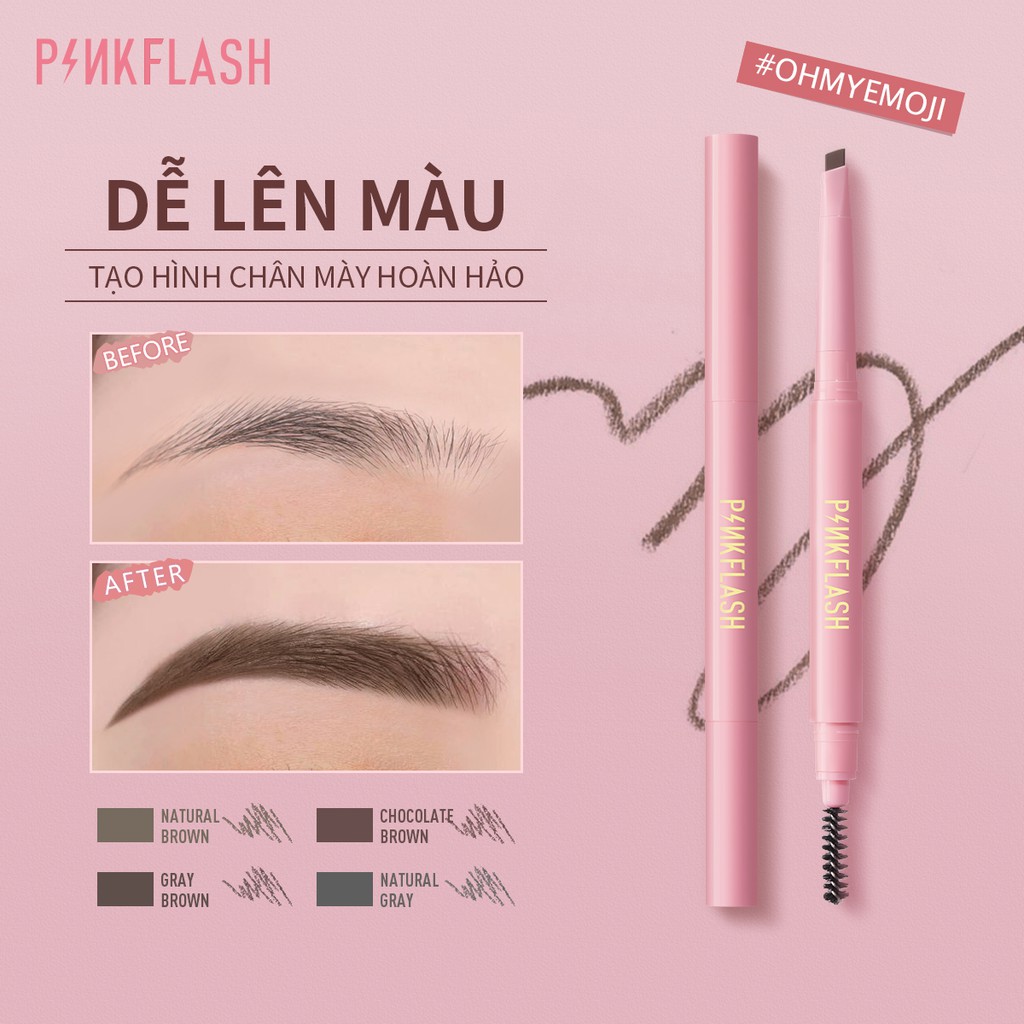 PINKFLASH
#OHMYEMOJI
DỄ LÊN MÀU
TẠO HÌNH CHÂN MÀY HOÀN HẢO
BEFORE
AFTER
NATURAL
BROWN
CHOCOLATE
BROWN
GRAY
BROWN
NATURAL
GRAY
PINKFLASH
PINKFLASH